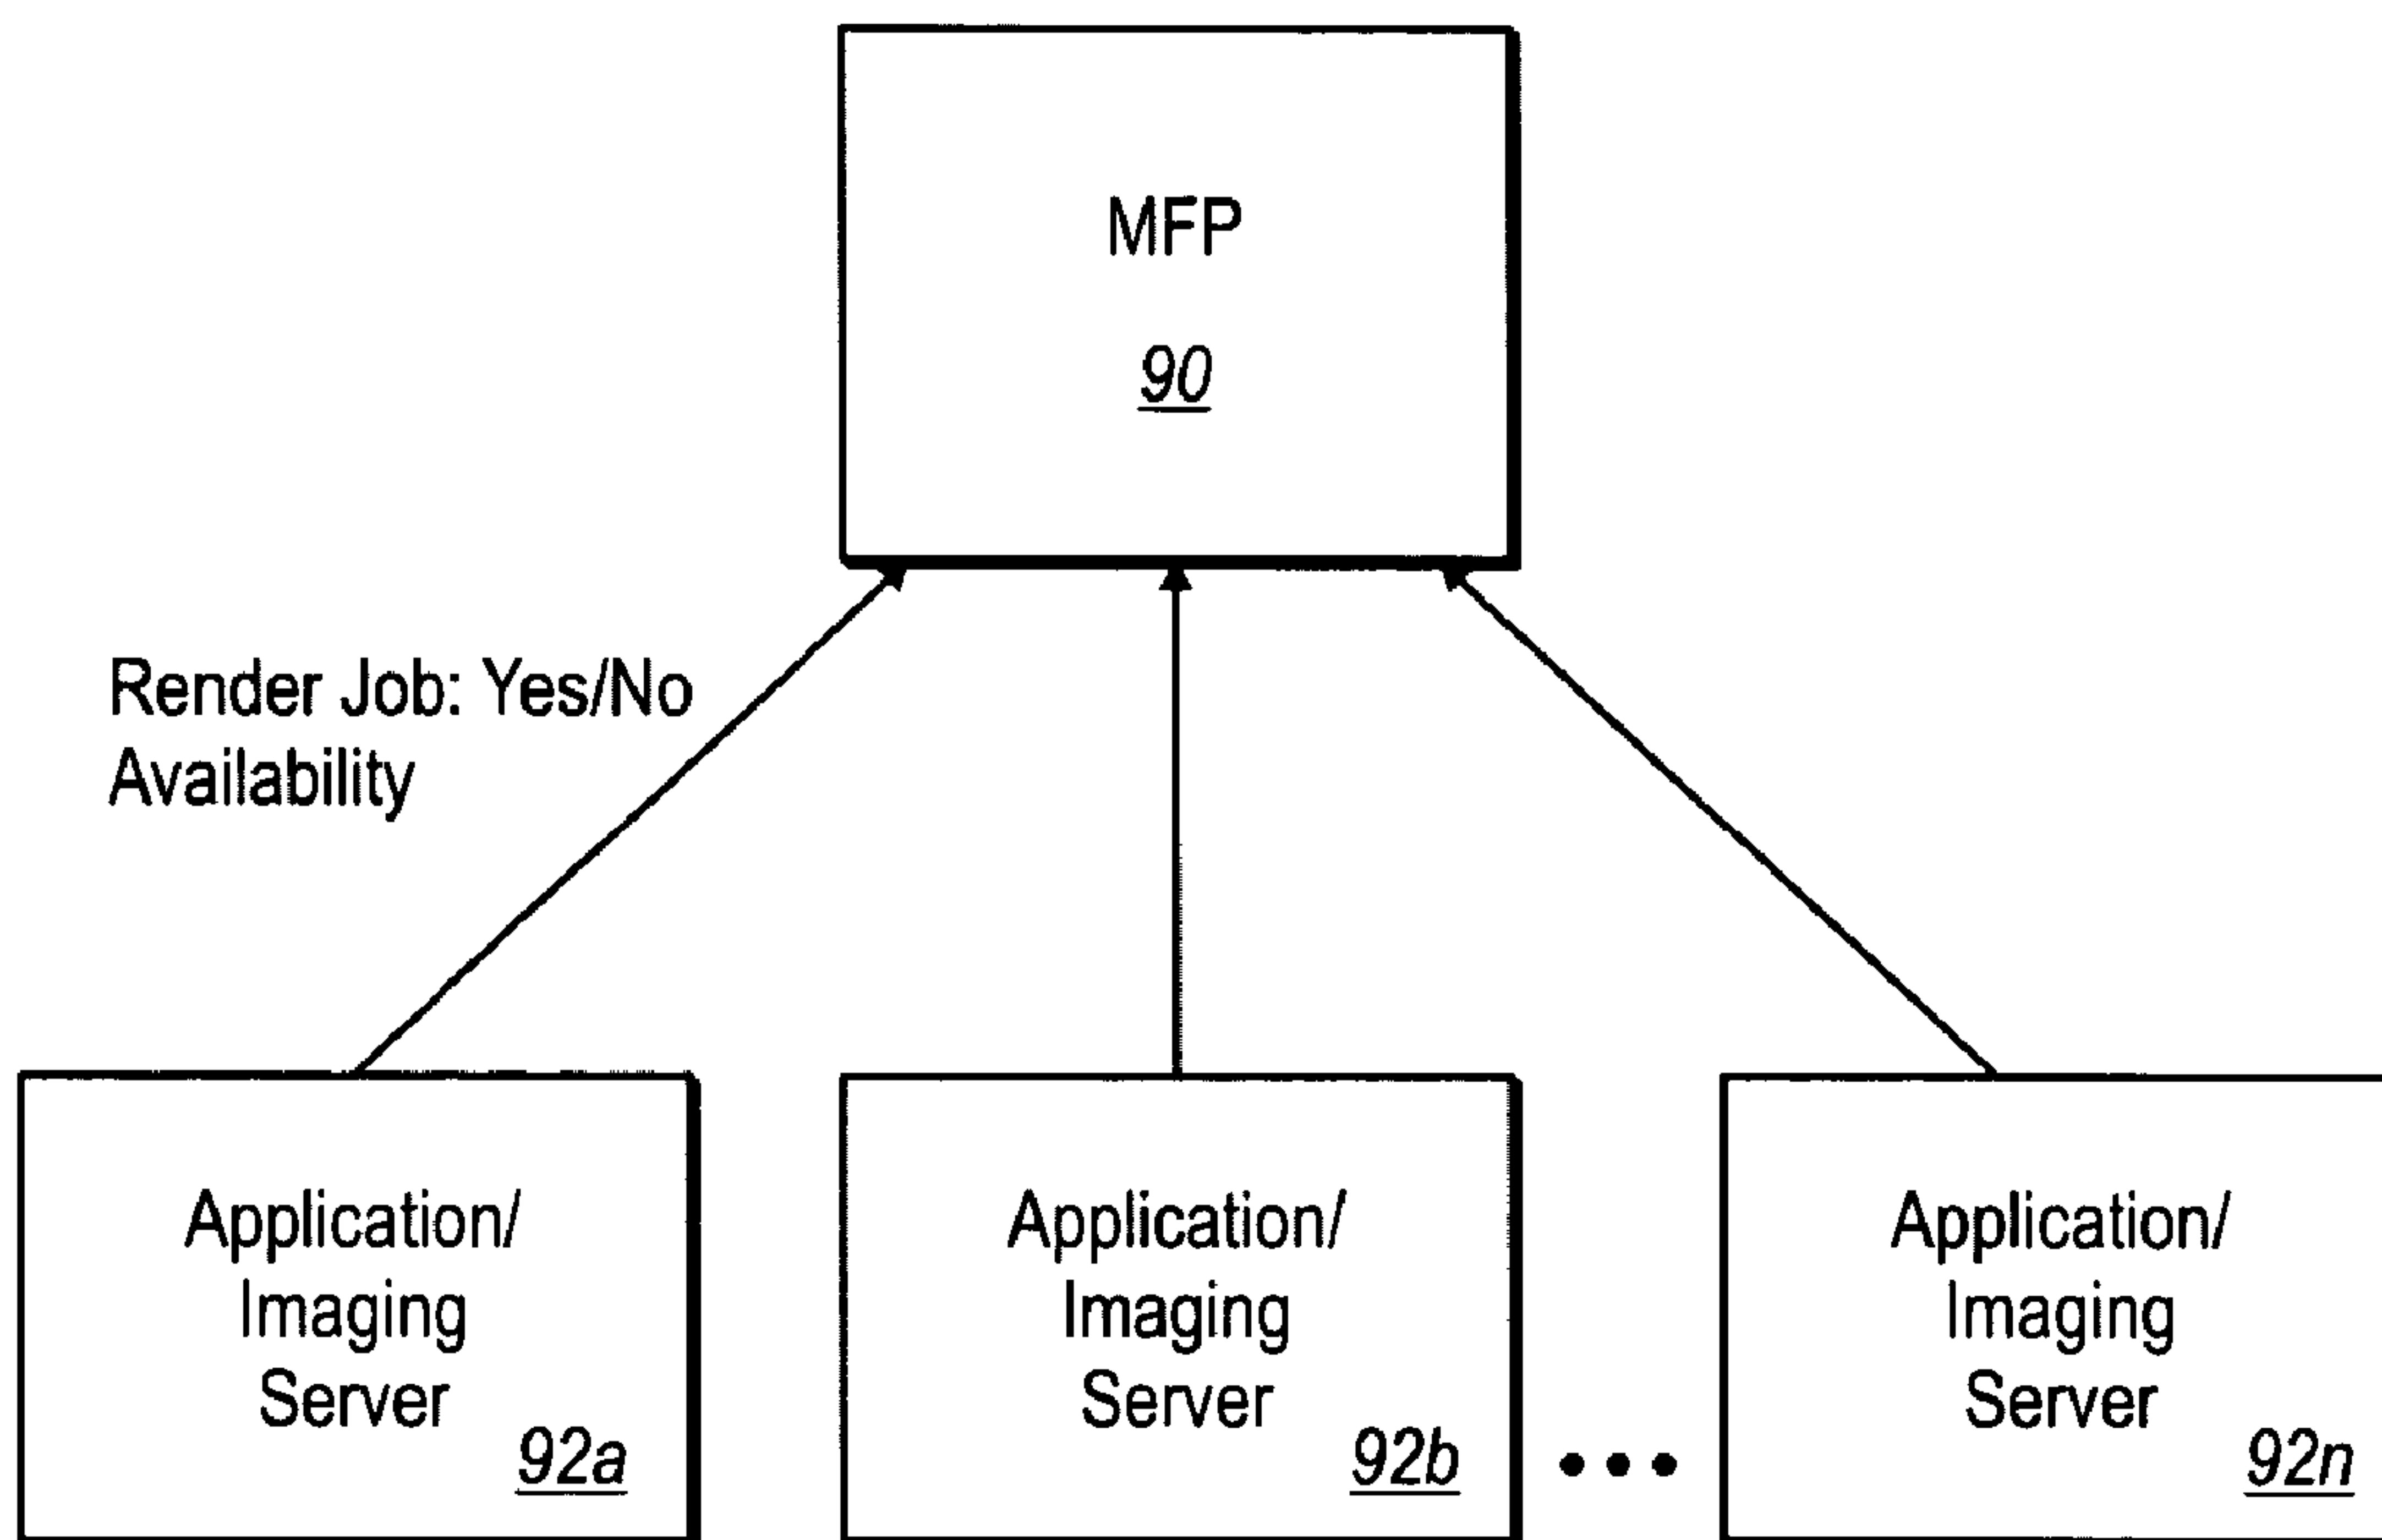 MFP
90
Render Job: Yes/No
Availability
Application/
Imaging
Server
92a
Application/
Imaging
Server
92b
Application/
Imaging
Server
92n